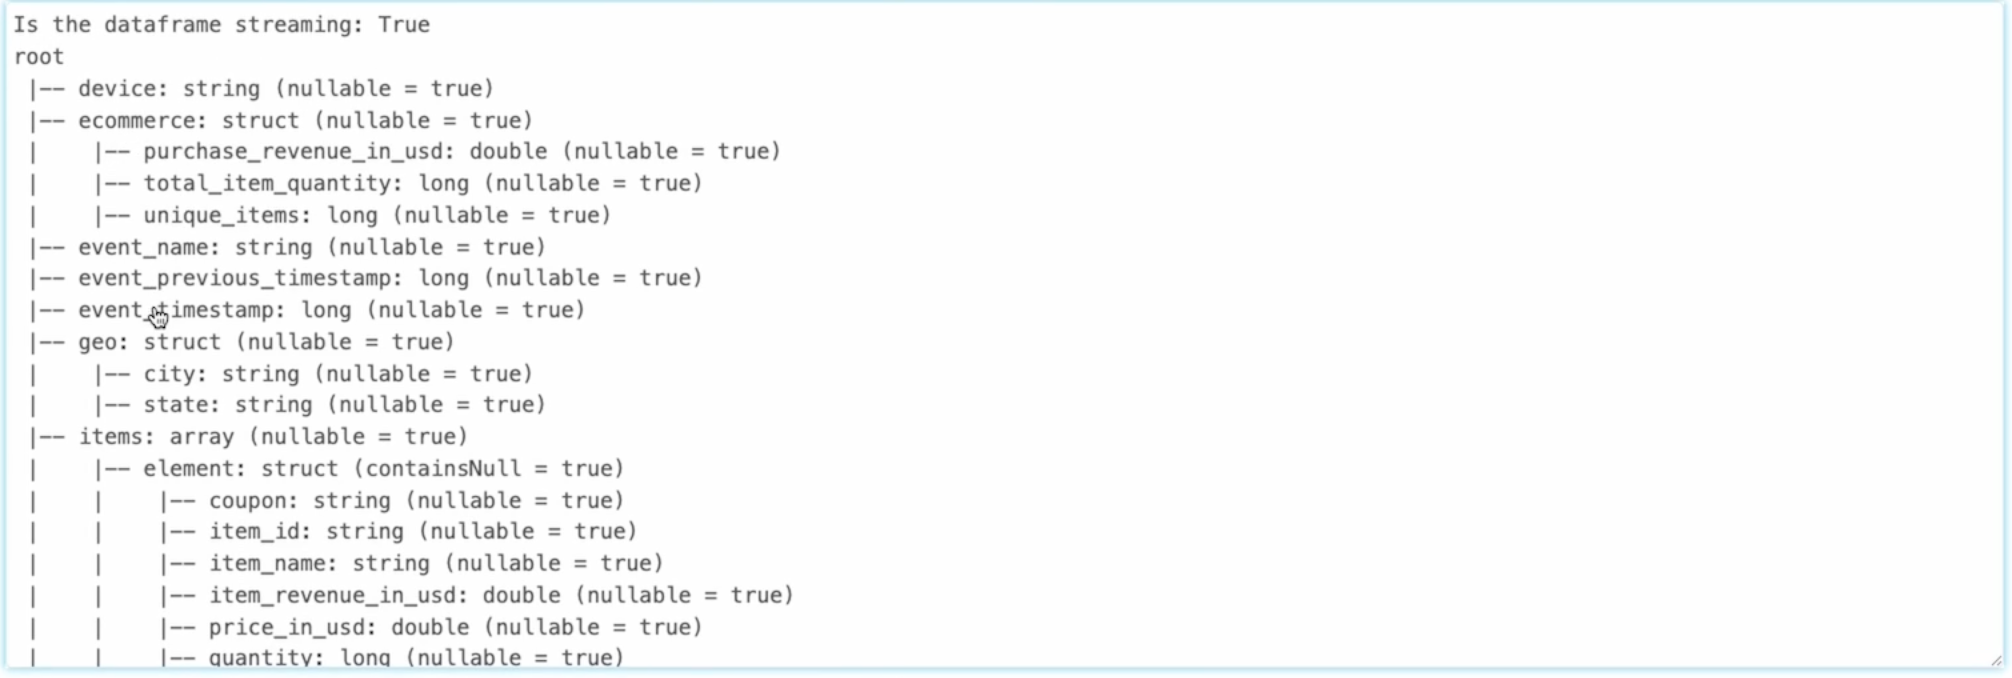 Is the dataframe streaming: True
root
 |-- device: string (nullable = true)
 |-- ecommerce: struct (nullable = true)
 |    |-- purchase_revenue_in_usd: double (nullable = true)
 |    |-- total_item_quantity: long (nullable = true)
 |    |-- unique_items: long (nullable = true)
 |-- event_name: string (nullable = true)
 |-- event_previous_timestamp: long (nullable = true)
 |-- event_timestamp: long (nullable = true)
 |-- geo: struct (nullable = true)
 |    |-- city: string (nullable = true)
 |    |-- state: string (nullable = true)
 |-- items: array (nullable = true)
 |    |-- element: struct (containsNull = true)
 |    |    |-- coupon: string (nullable = true)
 |    |    |-- item_id: string (nullable = true)
 |    |    |-- item_name: string (nullable = true)
 |    |    |-- item_revenue_in_usd: double (nullable = true)
 |    |    |-- price_in_usd: double (nullable = true)
 |    |    |-- quantity: long (nullable = true)